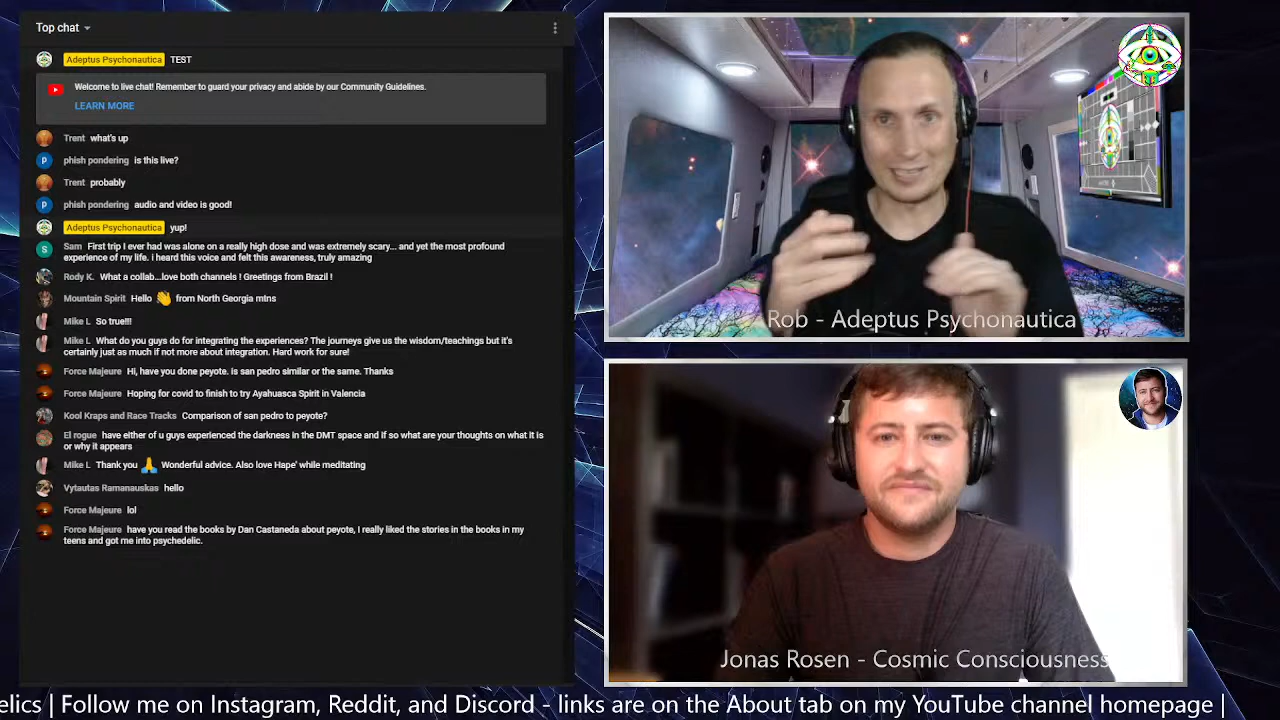 Top chat
Adeptus Psychonautica TEST
Welcome to live chat! Remember to guard your privacy and abide by our Community Guidelines.
LEARN MORE
Trent what's up
P phish pondering is this live?
Trent probably
P phish pondering audio and video is good!
Adeptus Psychonautica yup!
S Sam First trip I ever had was alone on a really high dose and was extremely scary... and yet the most profound
experience of my life. i heard this voice and felt this awareness, truly amazing
Rody K. What a collab...love both channels ! Greetings from Brazil !
Mountain Spirit Hello 👋 from North Georgia mtns
Mike L So true!!!
Mike L What do you guys do for integrating the experiences? The journeys give us the wisdom/teachings but it's
certainly just as much if not more about integration. Hard work for sure!
Force Majeure Hi, have you done peyote. is san pedro similar or the same. Thanks
Force Majeure Hoping for covid to finish to try Ayahuasca Spirit in Valencia
Kool Kraps and Race Tracks Comparison of san pedro to peyote?
El rogue have either of u guys experienced the darkness in the DMT space and if so what are your thoughts on what it is
or why it appears
Mike L Thank you 🙏 Wonderful advice. Also love Hape' while meditating
Vytautas Ramanauskas hello
Force Majeure lol
Force Majeure have you read the books by Dan Castaneda about peyote, I really liked the stories in the books in my
teens and got me into psychedelic.
Rob - Adeptus Psychonautica
Jonas Rosen - Cosmic Consciousness
elics | Follow me on Instagram, Reddit, and Discord - links are on the About tab on my YouTube channel homepage |